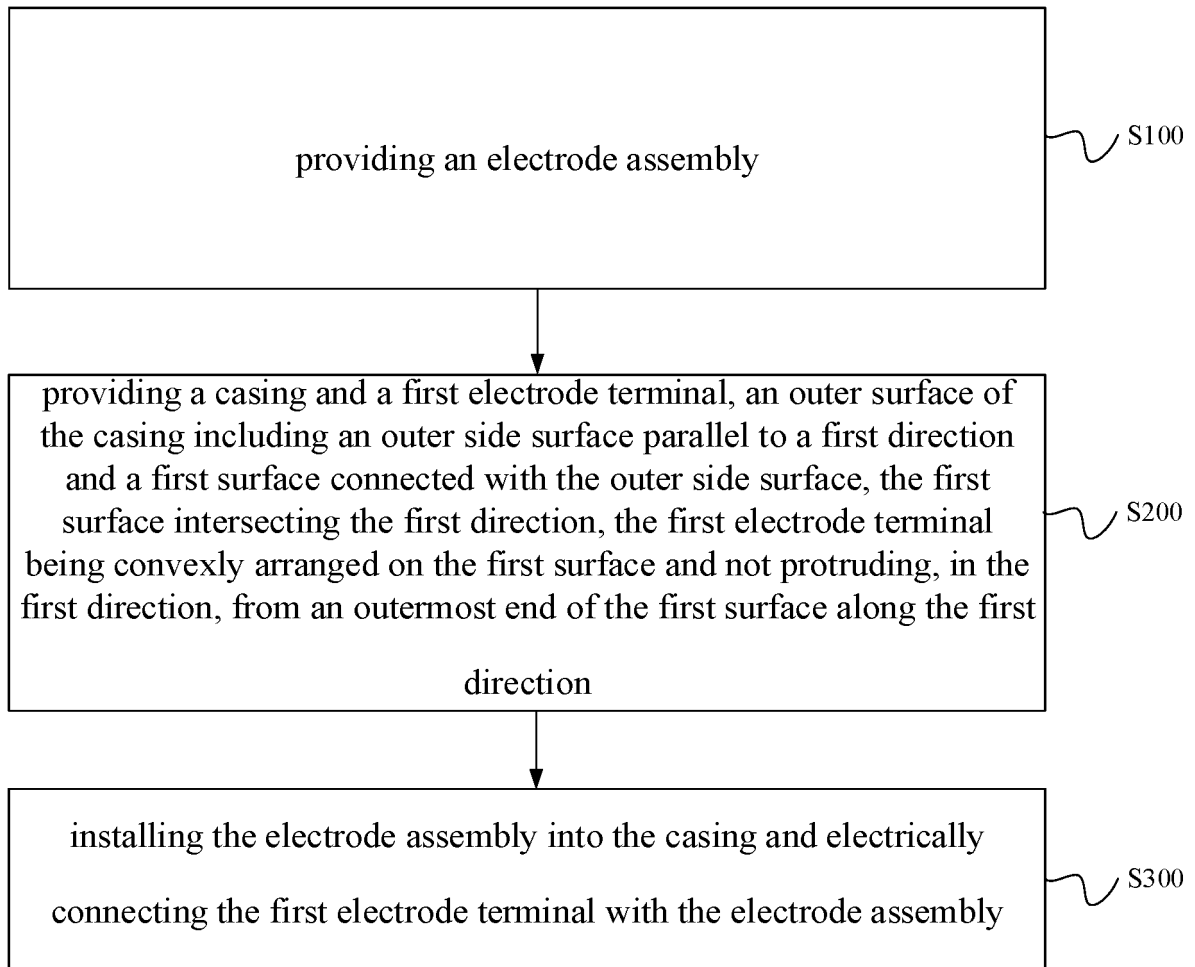 providing an electrode assembly
S100
providing a casing and a first electrode terminal, an outer surface of
the casing including an outer side surface parallel to a first direction
and a first surface connected with the outer side surface, the first
surface intersecting the first direction, the first electrode terminal
being convexly arranged on the first surface and not protruding, in the
first direction, from an outermost end of the first surface along the first
direction
S200
installing the electrode assembly into the casing and electrically
connecting the first electrode terminal with the electrode assembly
S300